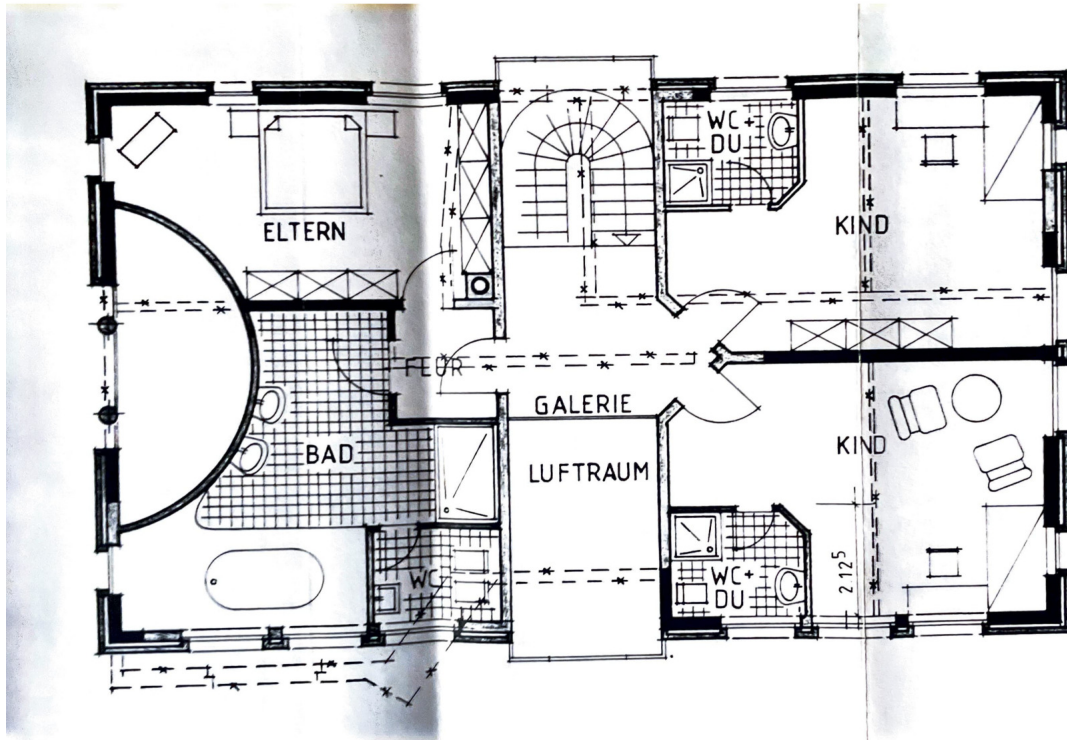 WC+
DU
ELTERN
KIND
FLUR
GALERIE
KIND
BAD
LUFTRAUM
WC
WC+
DU
2.12⁵